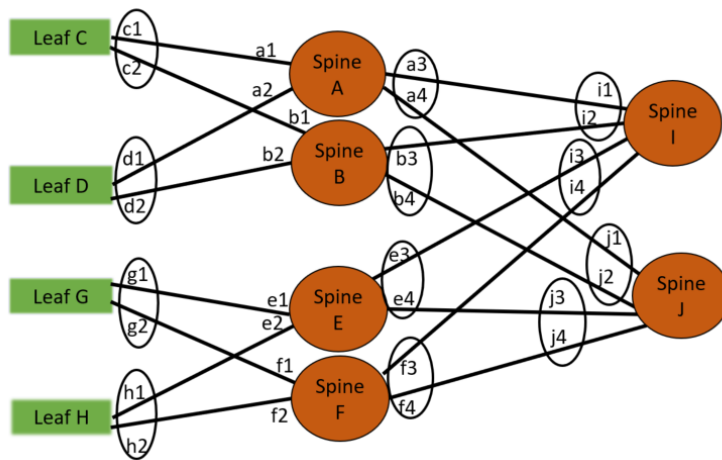 Leaf C
c1
c2
a1
a2
Spine
A
a3
a4
i1
i2
Spine
I
b1
b2
Spine
B
b3
b4
i3
i4
Leaf D
d1
d2
j1
j2
Leaf G
g1
g2
e1
e2
Spine
E
e3
e4
j3
j4
Spine
J
f1
f2
Spine
F
f3
f4
Leaf H
h1
h2